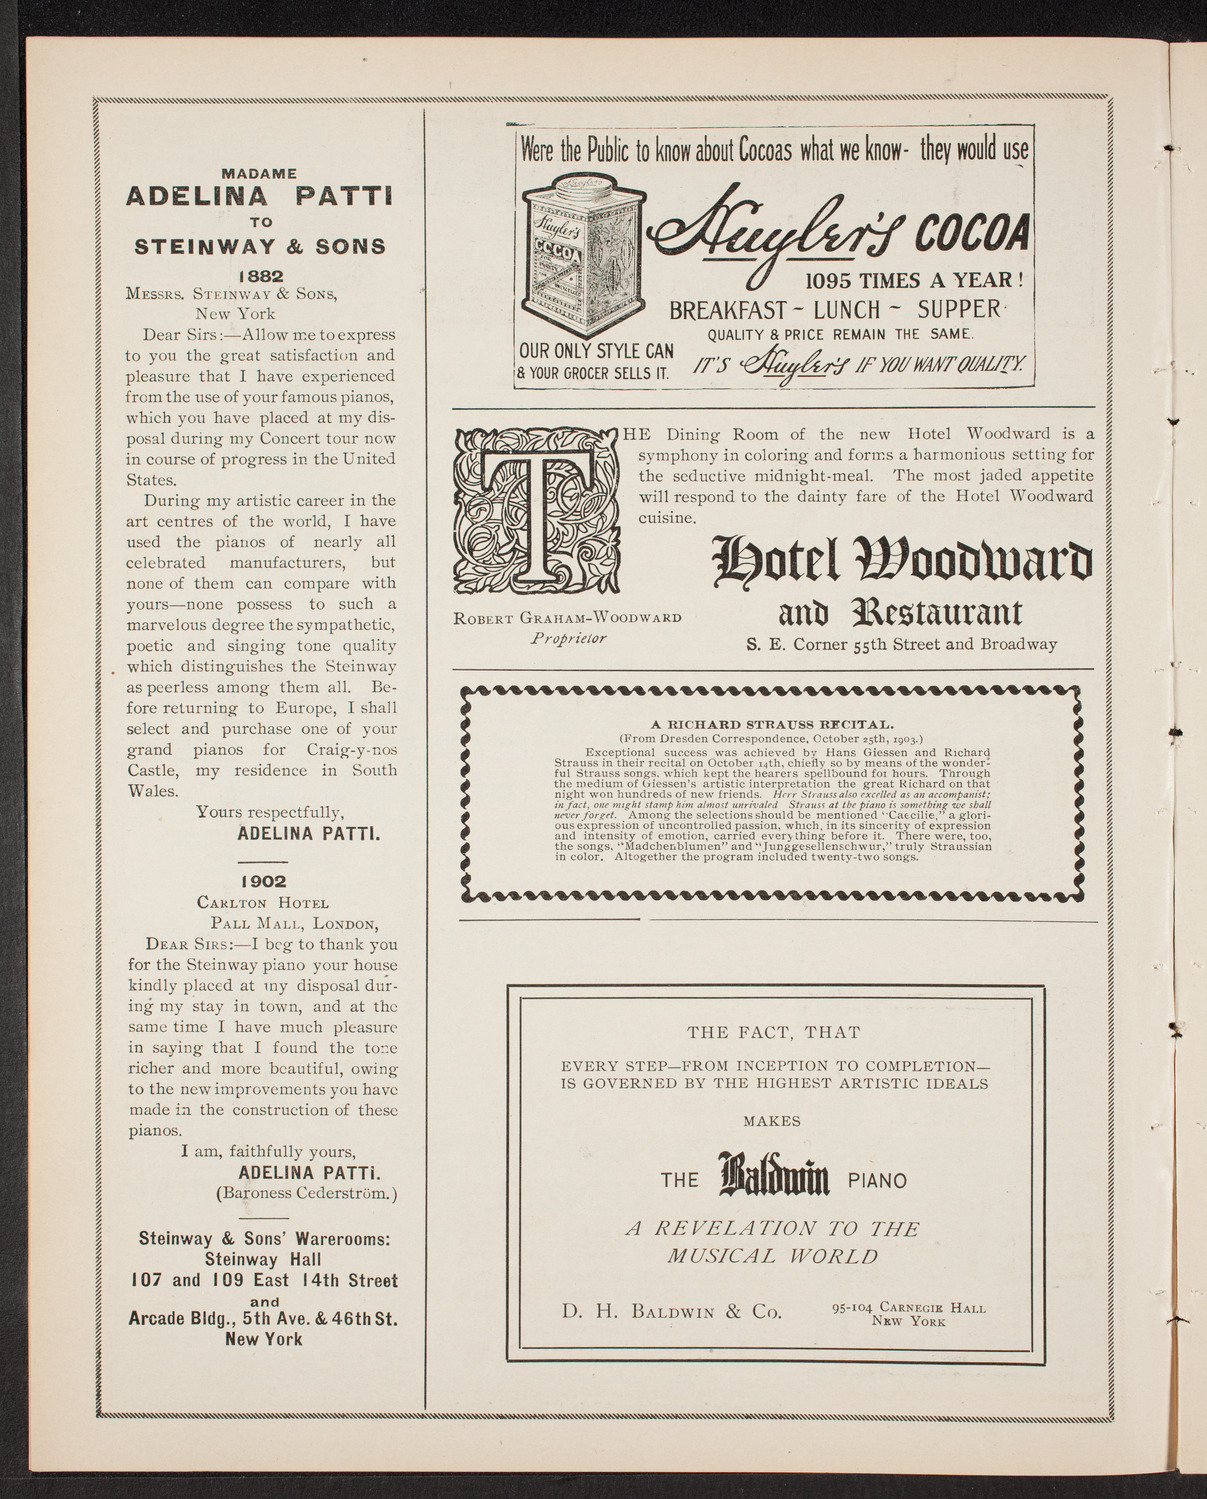 MADAME
ADELINA PATTI
TO
STEINWAY & SONS
1882
MESSRS. STEINWAY & SONS,
New York
Dear Sirs:—Allow me to express
to you the great satisfaction and
pleasure that I have experienced
from the use of your famous pianos,
which you have placed at my dis-
posal during my Concert tour now
in course of progress in the United
States.
During my artistic career in the
art centres of the world, I have
used the pianos of nearly all
celebrated manufacturers, but
none of them can compare with
yours—none possess to such a
marvelous degree the sympathetic,
poetic and singing tone quality
which distinguishes the Steinway
as peerless among them all. Be-
fore returning to Europe, I shall
select and purchase one of your
grand pianos for Craig-y-nos
Castle, my residence in South
Wales.
Yours respectfully,
ADELINA PATTI.
1902
CARLTON HOTEL
PALL MALL, LONDON,
DEAR SIRS:—I beg to thank you
for the Steinway piano your house
kindly placed at my disposal dur-
ing my stay in town, and at the
same time I have much pleasure
in saying that I found the tone
richer and more beautiful, owing
to the new improvements you have
made in the construction of these
pianos.
I am, faithfully yours,
ADELINA PATTI.
(Baroness Cederström.)
Steinway & Sons' Warerooms:
Steinway Hall
107 and 109 East 14th Street
and
Arcade Bldg., 5th Ave. & 46th St.
New York
Were the Public to know about Cocoas what we know- they would use
Huyler's COCOA
Huyler's
COCOA
1095 TIMES A YEAR!
BREAKFAST ~ LUNCH ~ SUPPER
QUALITY & PRICE REMAIN THE SAME.
OUR ONLY STYLE CAN
& YOUR GROCER SELLS IT.
IT'S Huyler's IF YOU WANT QUALITY.
THE Dining Room of the new Hotel Woodward is a
symphony in coloring and forms a harmonious setting for
the seductive midnight-meal. The most jaded appetite
will respond to the dainty fare of the Hotel Woodward
cuisine.
Hotel Woodward
and Restaurant
ROBERT GRAHAM-WOODWARD
Proprietor
S. E. Corner 55th Street and Broadway
A RICHARD STRAUSS RECITAL.
(From Dresden Correspondence, October 25th, 1903.)
Exceptional success was achieved by Hans Giessen and Richard
Strauss in their recital on October 14th, chiefly so by means of the wonder-
ful Strauss songs, which kept the hearers spellbound for hours. Through
the medium of Giessen's artistic interpretation the great Richard on that
night won hundreds of new friends. Herr Strauss also excelled as an accompanist;
in fact, one might stamp him almost unrivaled Strauss at the piano is something we shall
never forget. Among the selections should be mentioned "Caecilie," a glori-
ous expression of uncontrolled passion, which, in its sincerity of expression
and intensity of emotion, carried everything before it. There were, too,
the songs, "Madchenblumen" and "Junggesellenschwur," truly Straussian
in color. Altogether the program included twenty-two songs.
THE FACT, THAT
EVERY STEP—FROM INCEPTION TO COMPLETION—
IS GOVERNED BY THE HIGHEST ARTISTIC IDEALS
MAKES
THE Baldwin PIANO
A REVELATION TO THE
MUSICAL WORLD
D. H. BALDWIN & CO.
95-104 CARNEGIE HALL
NEW YORK